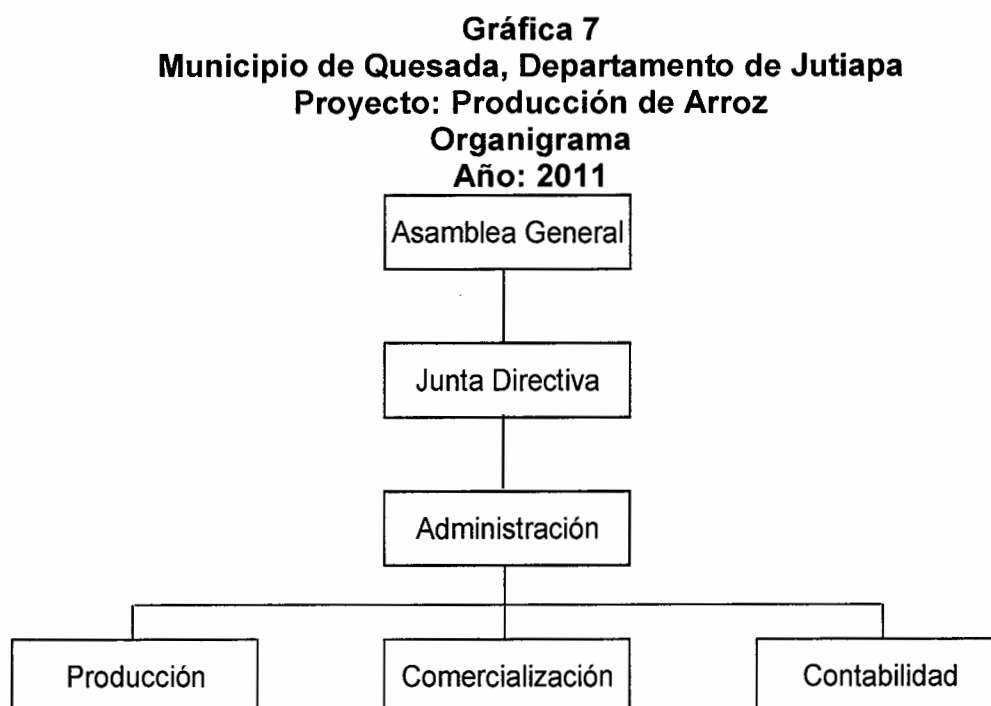 Gráfica 7
Municipio de Quesada, Departamento de Jutiapa
Proyecto: Producción de Arroz
Organigrama
Año: 2011
Asamblea General
Junta Directiva
Administración
Producción
Comercialización
Contabilidad